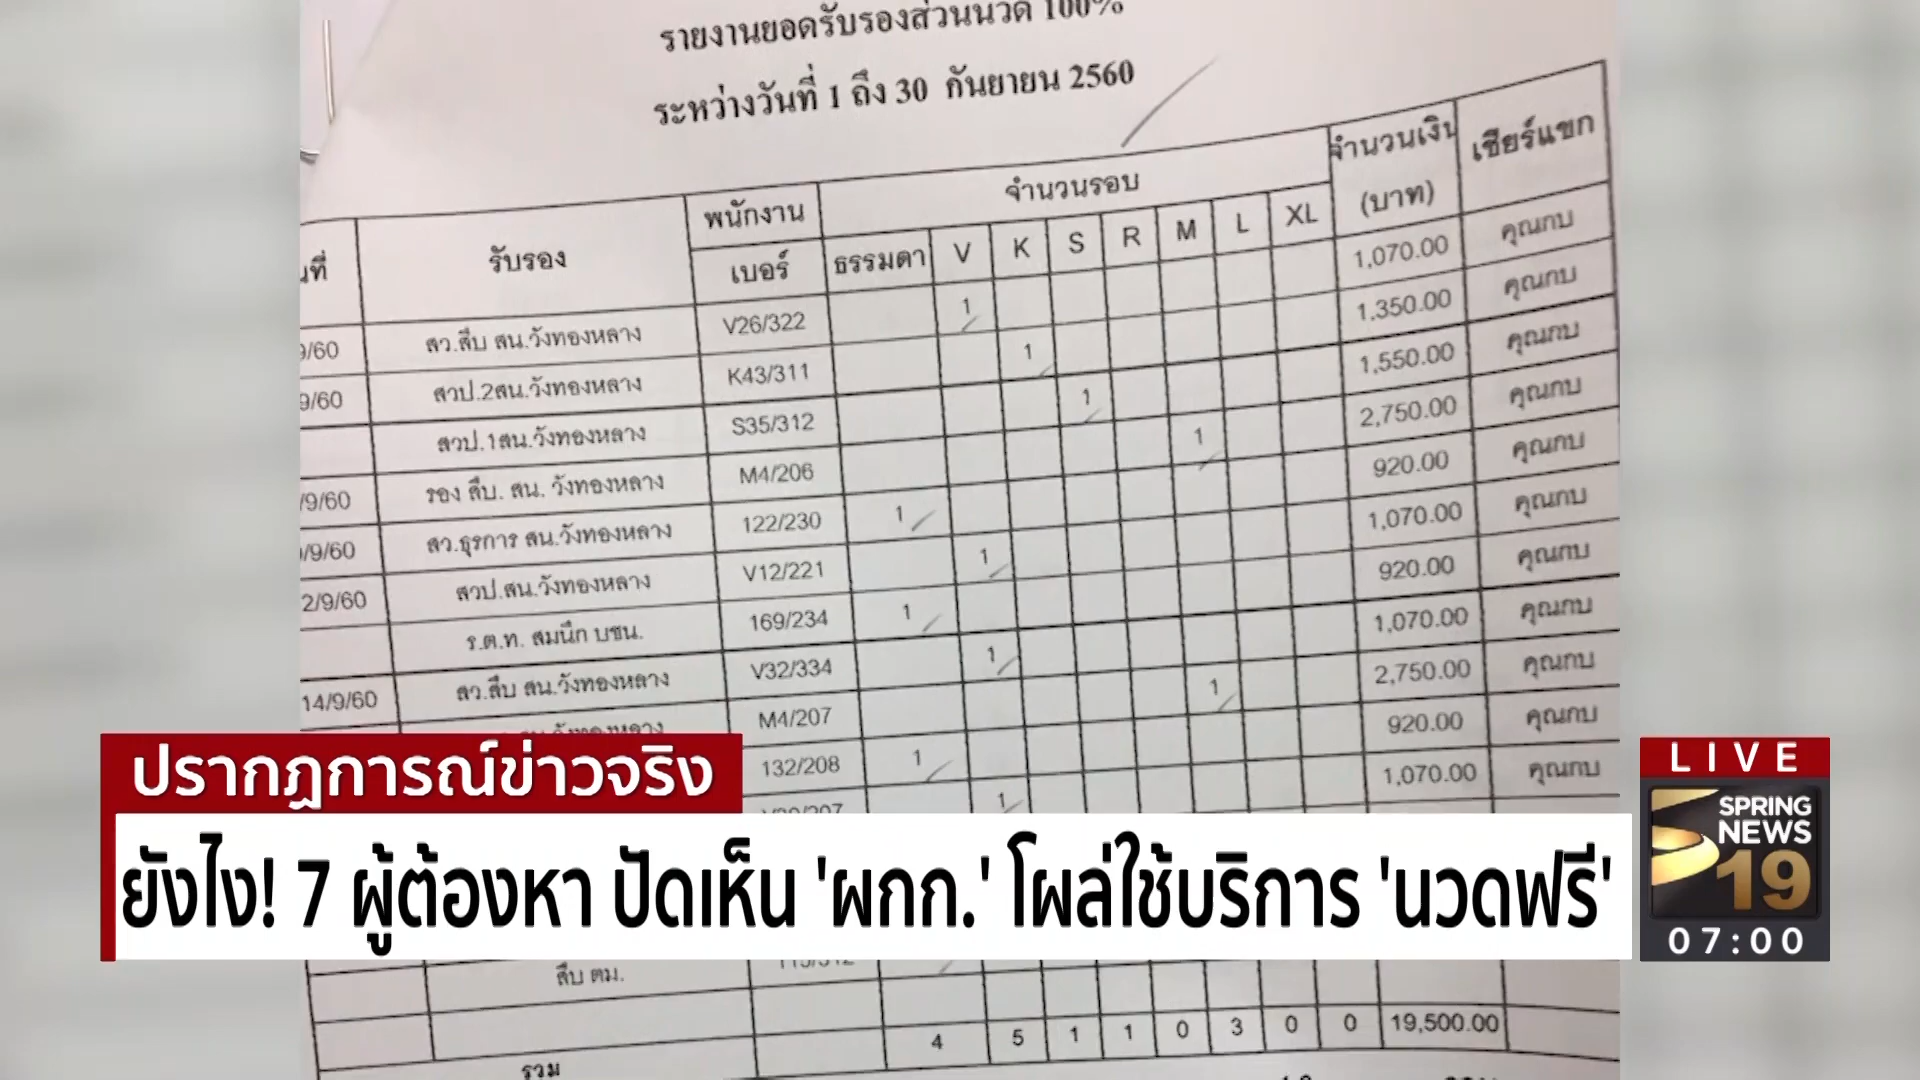 รายงานยอดรับรองส่วนนวด 100%
ระหว่างวันที่ 1 ถึง 30 กันยายน 2560
รับรอง พนักงาน จำนวนรอบ จำนวนเงิน เชียร์แขก
เบอร์ ธรรมดา V K S R M L XL (บาท)
9/60 สว.สืบ สน.วังทองหลาง V26/322 1 1,070.00 คุณกบ
9/60 สวป.2สน.วังทองหลาง K43/311 1 1,350.00 คุณกบ
สวป.1สน.วังทองหลาง S35/312 1 1,550.00 คุณกบ
/9/60 รอง สืบ. สน. วังทองหลาง M4/206 1 2,750.00 คุณกบ
/9/60 สว.ธุรการ สน.วังทองหลาง 122/230 1 920.00 คุณกบ
2/9/60 สวป.สน.วังทองหลาง V12/221 1 1,070.00 คุณกบ
ร.ต.ท. สมนึก บชน. 169/234 1 920.00 คุณกบ
14/9/60 สว.สืบ สน.วังทองหลาง V32/334 1 1,070.00 คุณกบ
M4/207 1 2,750.00 คุณกบ
132/208 1 920.00 คุณกบ
1 1,070.00 คุณกบ
สืบ ตม.
รวม 4 5 1 1 0 3 0 0 19,500.00
ปรากฏการณ์ข่าวจริง
ยังไง! 7 ผู้ต้องหา ปัดเห็น 'ผกก.' โผล่ใช้บริการ 'นวดฟรี'
LIVE
SPRING
NEWS
19
07:00